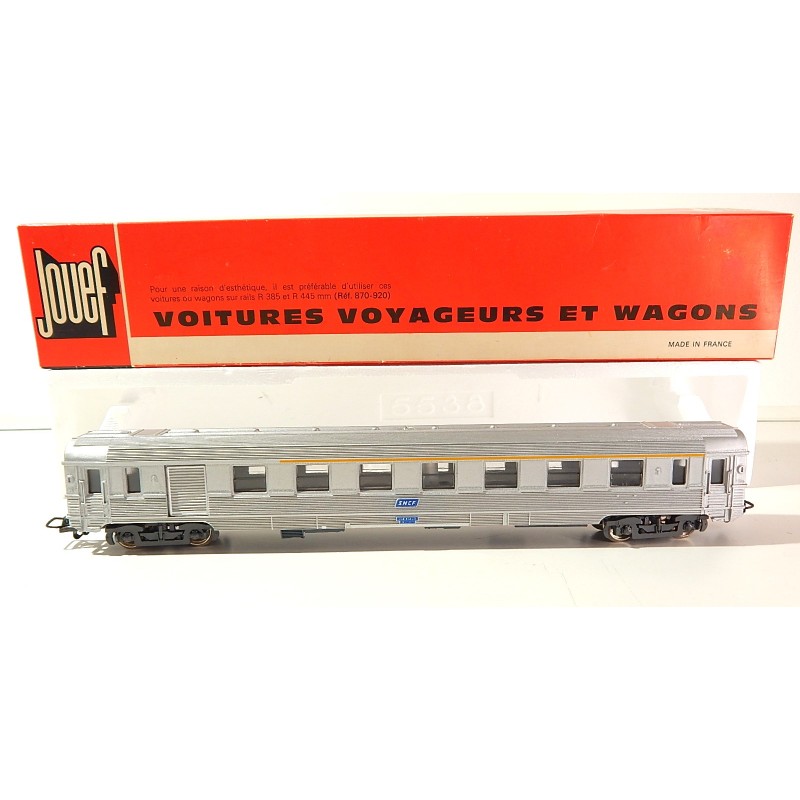 Jouef
Pour une raison d'esthétique, il est préférable d'utiliser ces
voitures ou wagons sur rails R 385 et R 445 mm (Réf. 870-920)
VOITURES VOYAGEURS ET WAGONS
MADE IN FRANCE
5538
SNCF